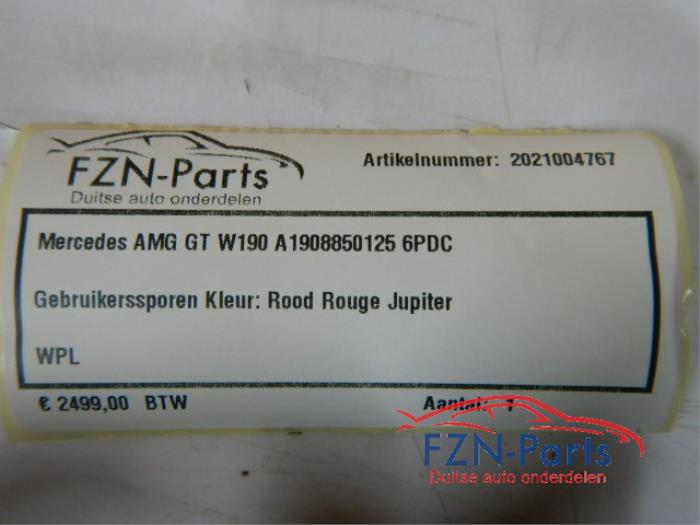 FZN-Parts
Duitse auto onderdelen
Artikelnummer: 2021004767
Mercedes AMG GT W190 A1908850125 6PDC
Gebruikerssporen Kleur: Rood Rouge Jupiter
WPL
€ 2499,00 BTW
Aantal: 1
FZN-Parts
Duitse auto onderdelen